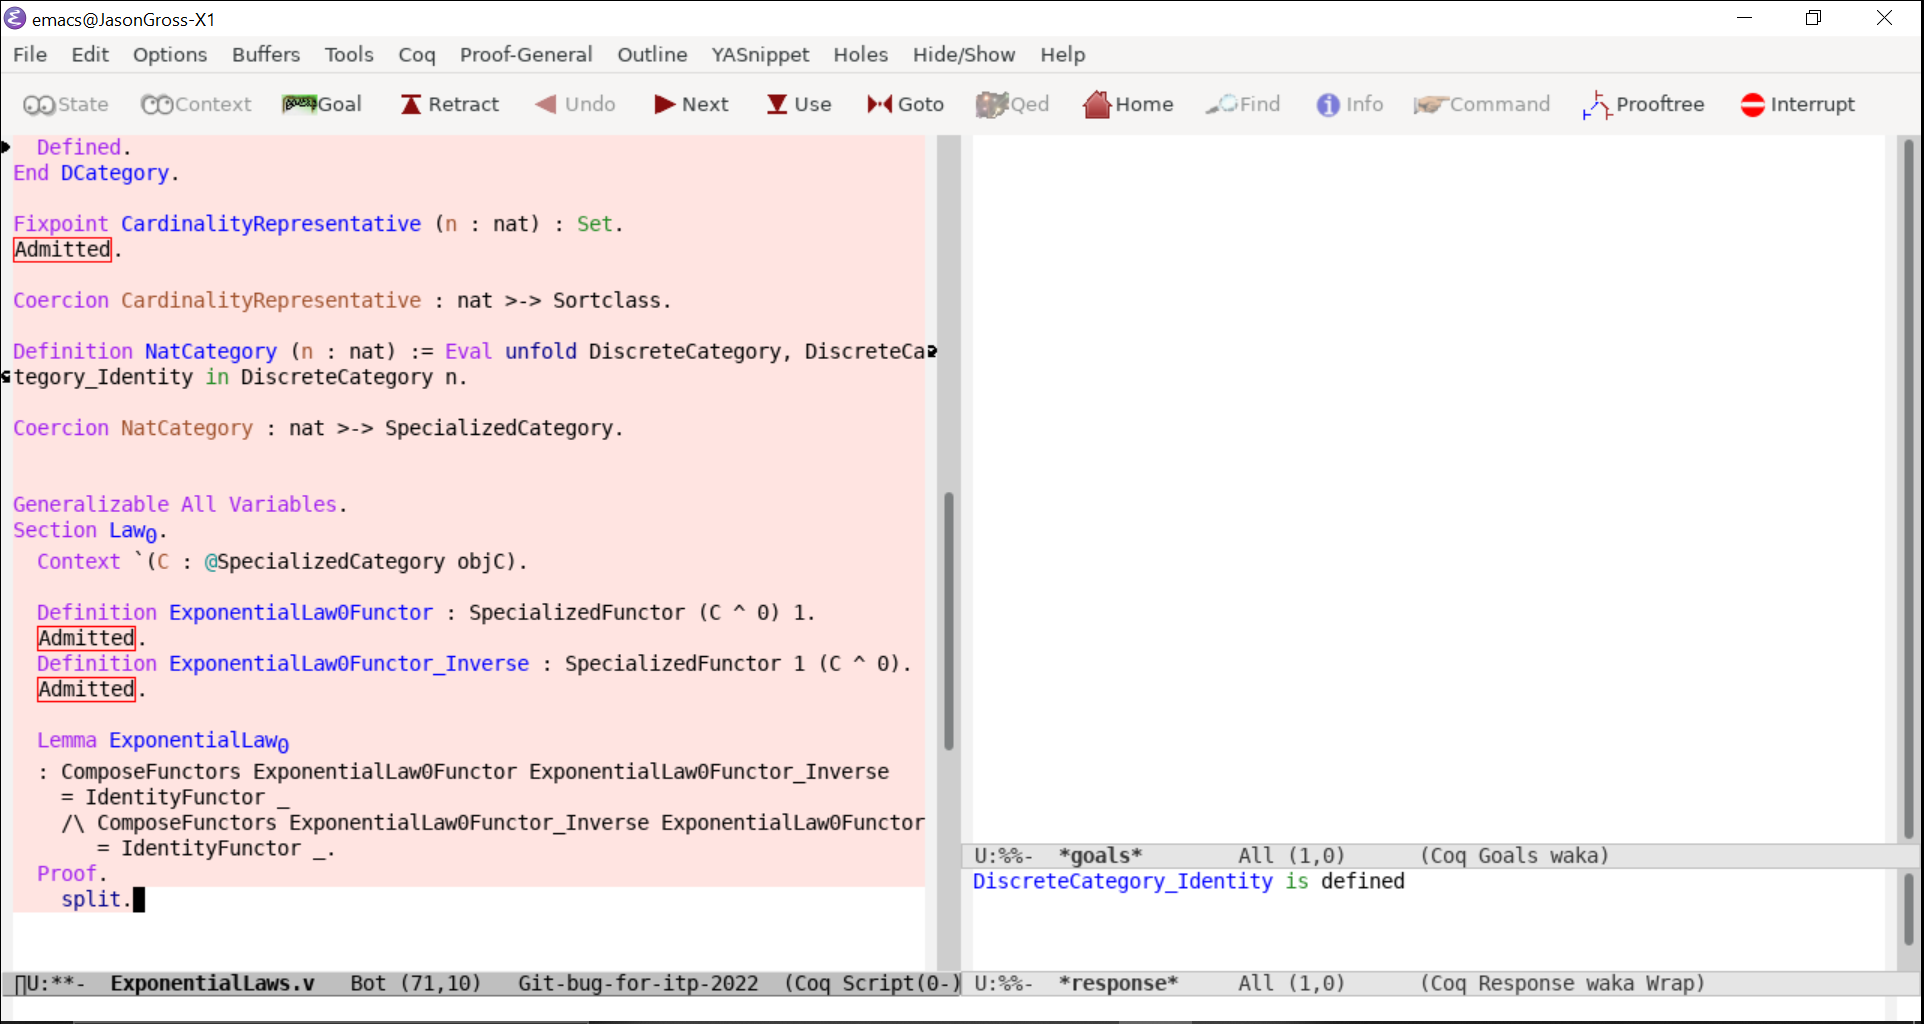 emacs@JasonGross-X1
File Edit Options Buffers Tools Coq Proof-General Outline YASnippet Holes Hide/Show Help
State Context Goal Retract Undo Next Use Goto Qed Home Find Info Command Prooftree Interrupt
Defined.
End DCategory.
Fixpoint CardinalityRepresentative (n : nat) : Set.
Admitted.
Coercion CardinalityRepresentative : nat >-> Sortclass.
Definition NatCategory (n : nat) := Eval unfold DiscreteCategory, DiscreteCa
tegory_Identity in DiscreteCategory n.
Coercion NatCategory : nat >-> SpecializedCategory.
Generalizable All Variables.
Section Law₀.
Context `(C : @SpecializedCategory objC).
Definition ExponentialLaw0Functor : SpecializedFunctor (C ^ 0) 1.
Admitted.
Definition ExponentialLaw0Functor_Inverse : SpecializedFunctor 1 (C ^ 0).
Admitted.
Lemma ExponentialLaw₀
: ComposeFunctors ExponentialLaw0Functor ExponentialLaw0Functor_Inverse
= IdentityFunctor _
/\ ComposeFunctors ExponentialLaw0Functor_Inverse ExponentialLaw0Functor
= IdentityFunctor _.
Proof.
split.
U:**- ExponentialLaws.v Bot (71,10) Git-bug-for-itp-2022 (Coq Script(0-)
U:%%- *goals* All (1,0) (Coq Goals waka)
DiscreteCategory_Identity is defined
U:%%- *response* All (1,0) (Coq Response waka Wrap)